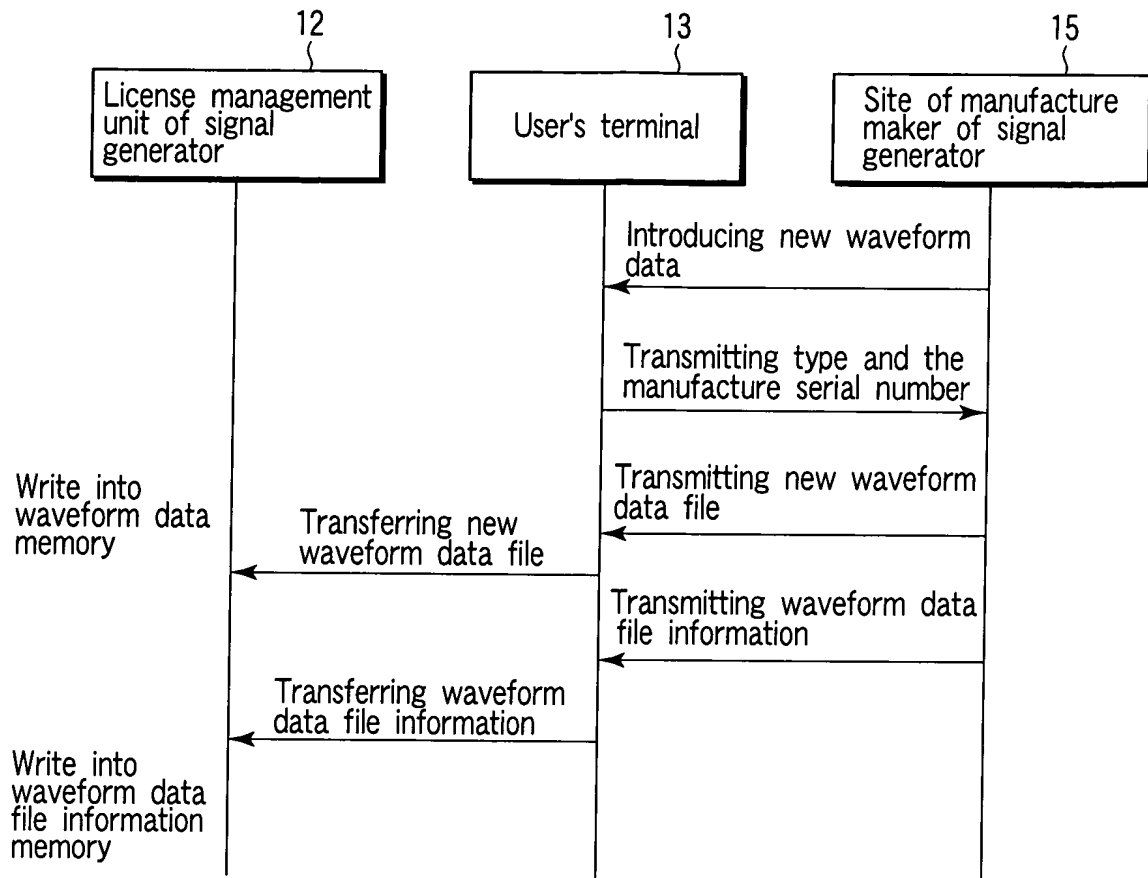 12
13
15
License management
unit of signal
generator
User's terminal
Site of manufacture
maker of signal
generator
Introducing new waveform
data
Transmitting type and the
manufacture serial number
Transmitting new waveform
data file
Write into
waveform data
memory
Transferring new
waveform data file
Transmitting waveform data
file information
Transferring waveform
data file information
Write into
waveform data
file information
memory